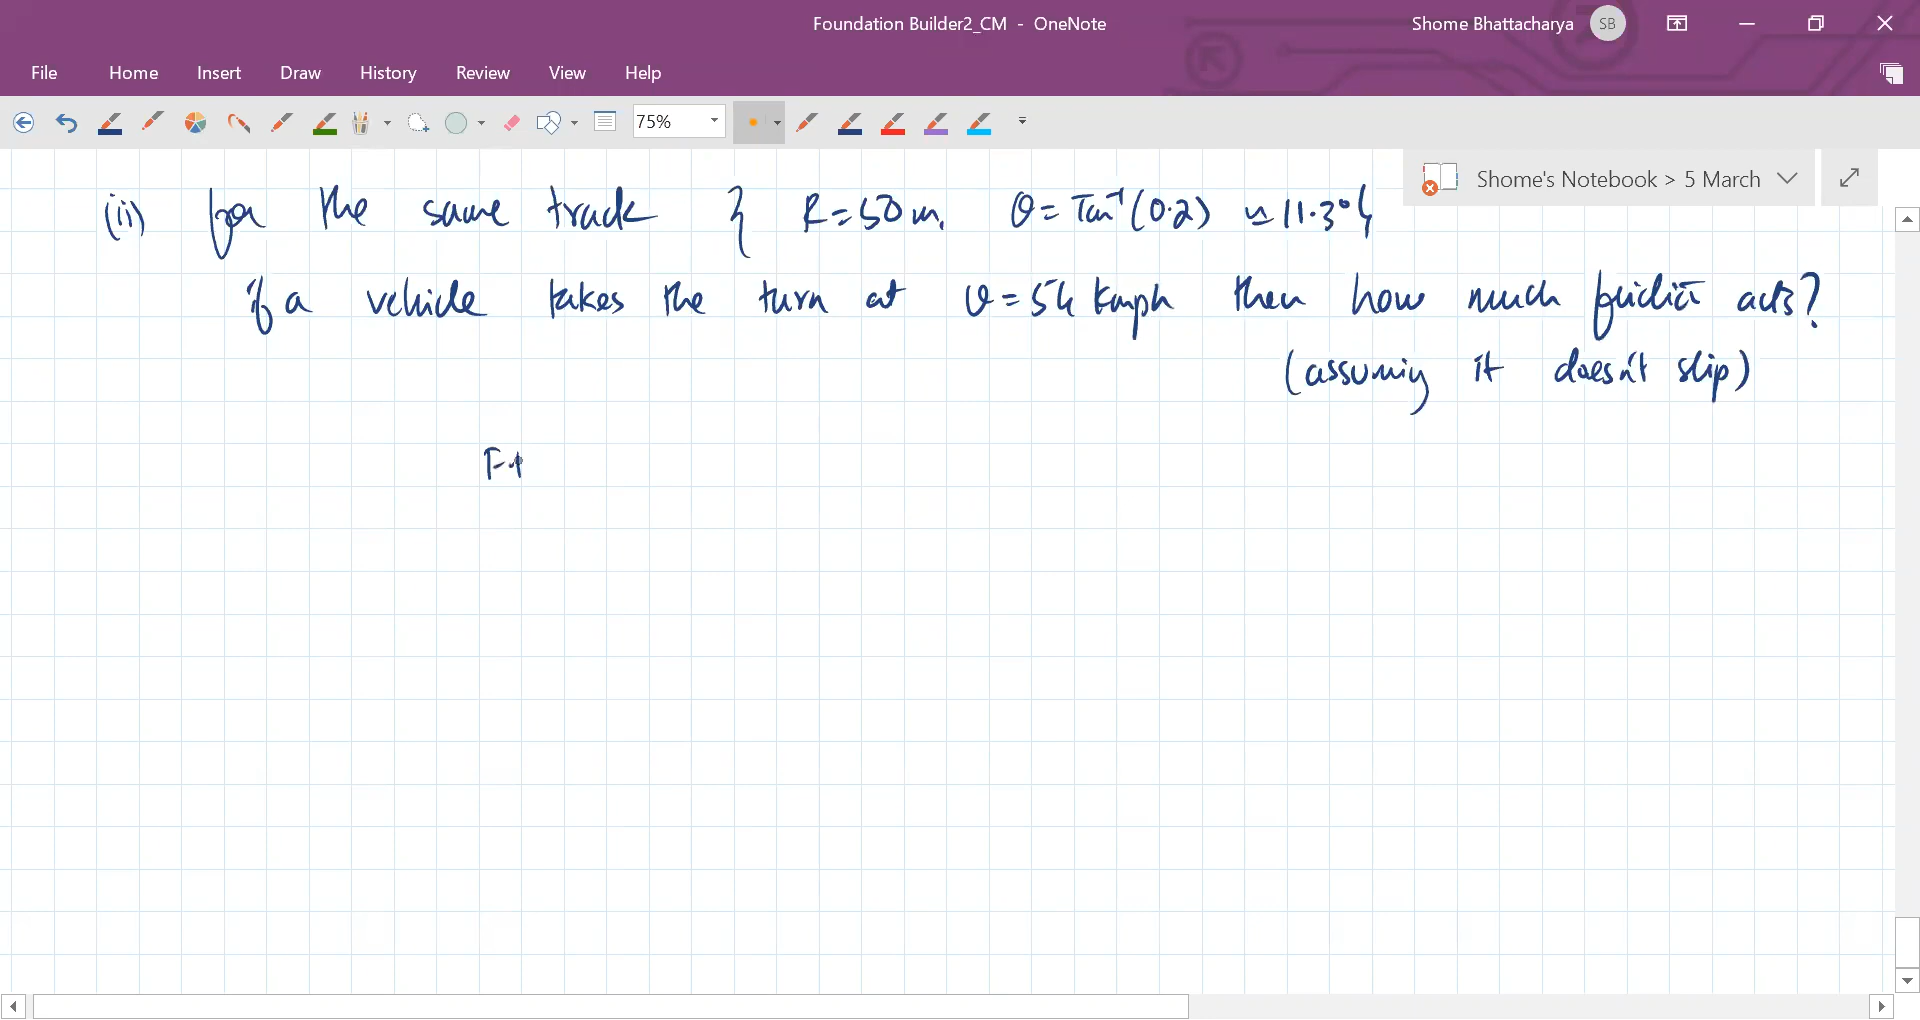 Foundation Builder2_CM - OneNote
Shome Bhattacharya SB
File Home Insert Draw History Review View Help
75%
Shome's Notebook > 5 March
(ii) for the same track } R=50m. θ=Tan⁻¹(0.2) ≃ 11.3° }
if a vehicle takes the turn at v=54 Kmph then how much frictiō acts?
(assuming it doesn't slip)